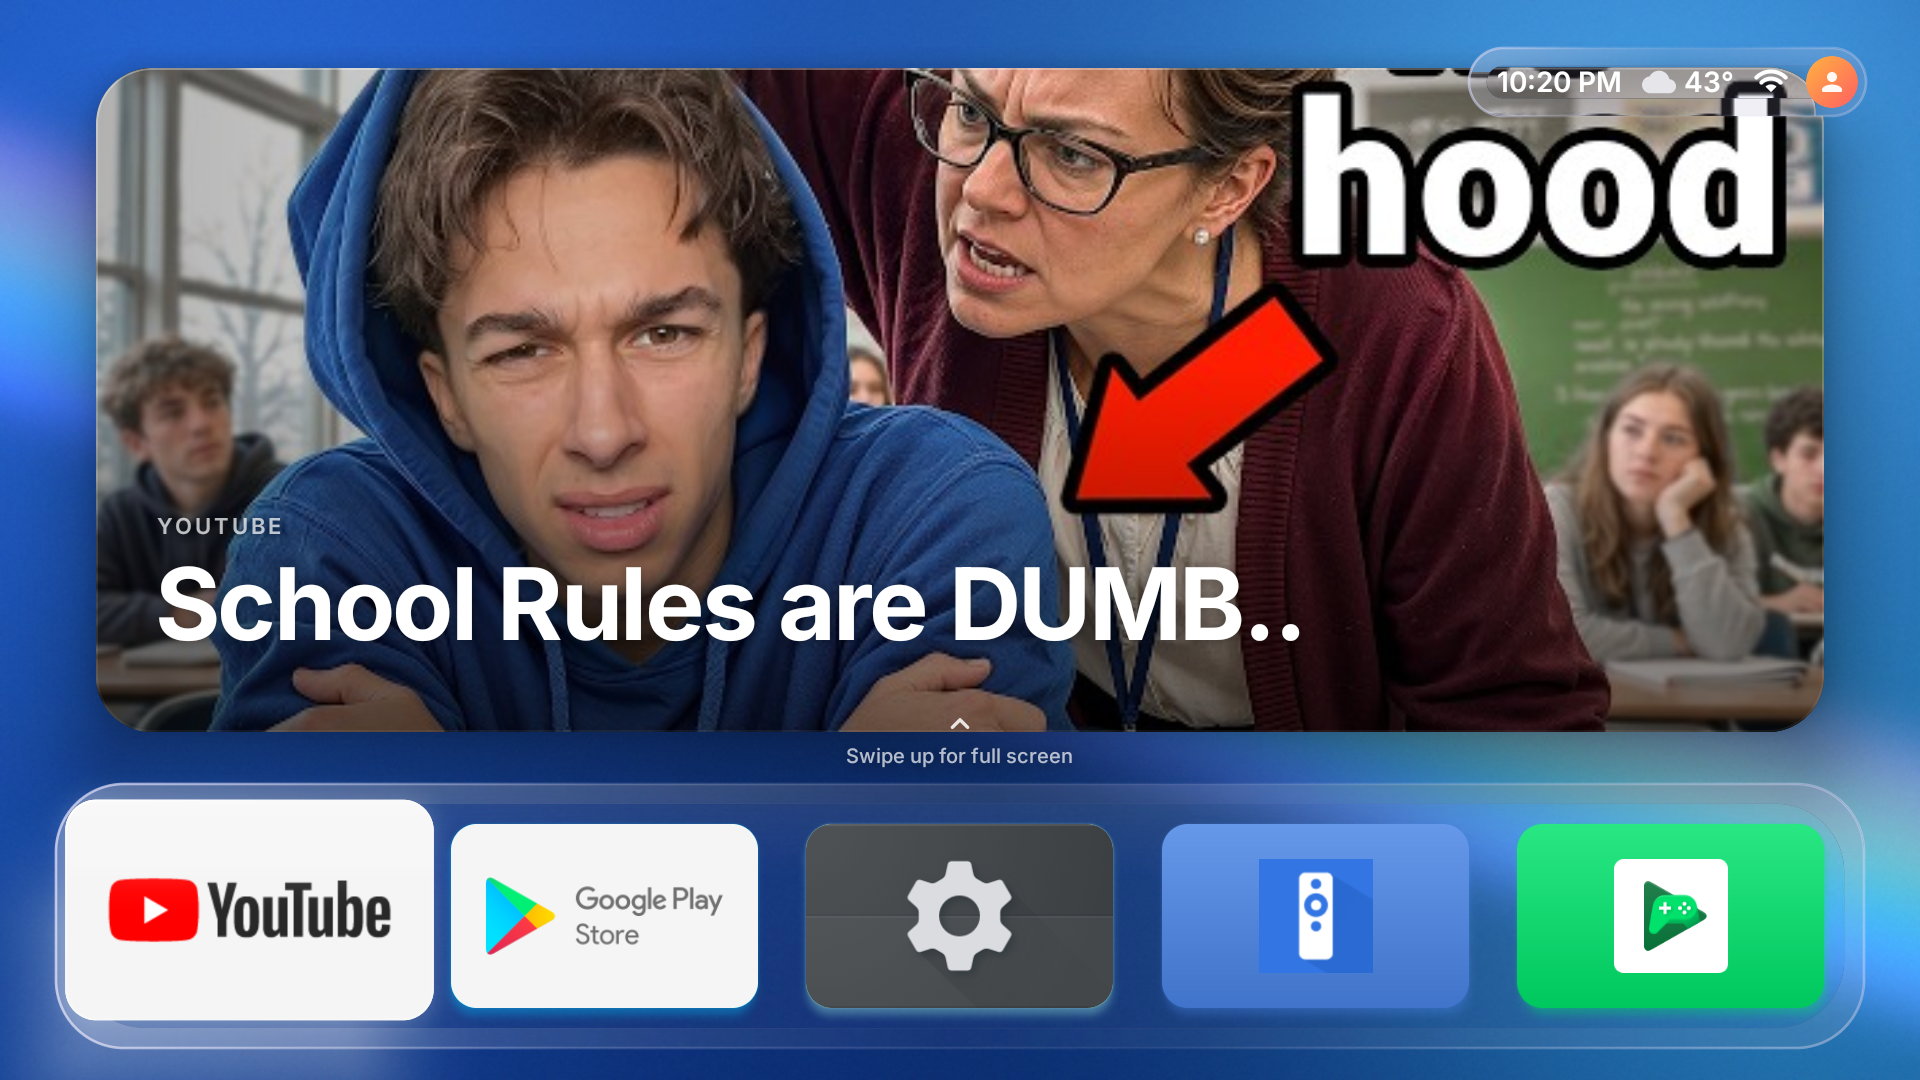 10:20 PM 43°
hood
YOUTUBE
School Rules are DUMB..
Swipe up for full screen
YouTube
Google Play
Store